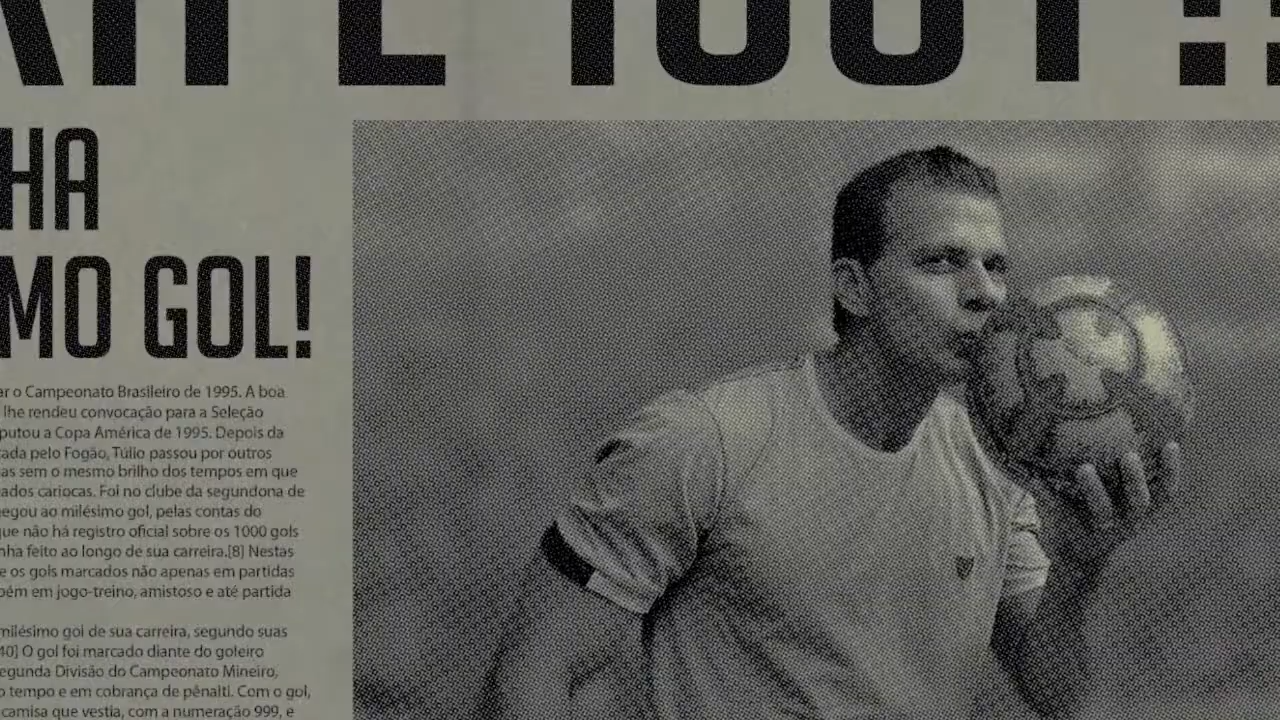 HA
MO GOL!
ar o Campeonato Brasileiro de 1995. A boa
lhe rendeu convocação para a Seleção
putou a Copa América de 1995. Depois da
rada pelo Fogão, Túlio passou por outros
as sem o mesmo brilho dos tempos em que
ados cariocas. Foi no clube da segundona de
hegou ao milésimo gol, pelas contas do
que não há registro oficial sobre os 1000 gols
nha feito ao longo de sua carreira.[8] Nestas
e os gols marcados não apenas em partidas
bém em jogo-treino, amistoso e até partida
milésimo gol de sua carreira, segundo suas
40] O gol foi marcado diante do goleiro
egunda Divisão do Campeonato Mineiro,
o tempo e em cobrança de pênalti. Com o gol,
camisa que vestia, com a numeração 999, e